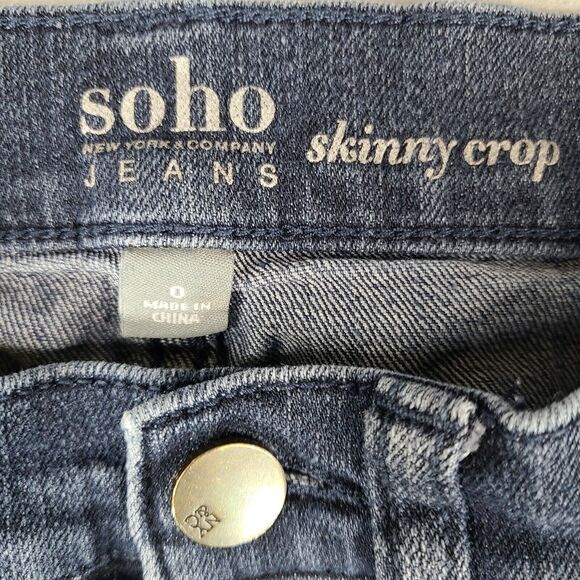 soho
NEW YORK & COMPANY
JEANS
skinny crop
0
MADE IN
CHINA